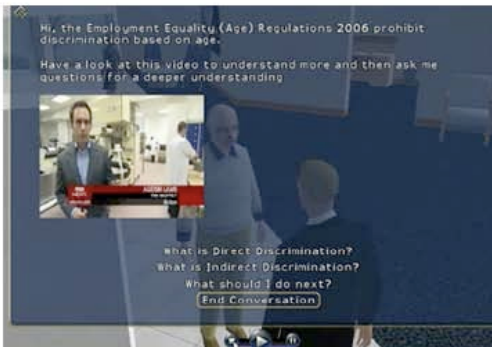 Hi, the Employment Equality (Age) Regulations 2006 prohibit
discrimination based on age.
Have a look at this video to understand more and then ask me
questions for a deeper understanding
What is Direct Discrimination?
What is Indirect Discrimination?
What should I do next?
End Conversation